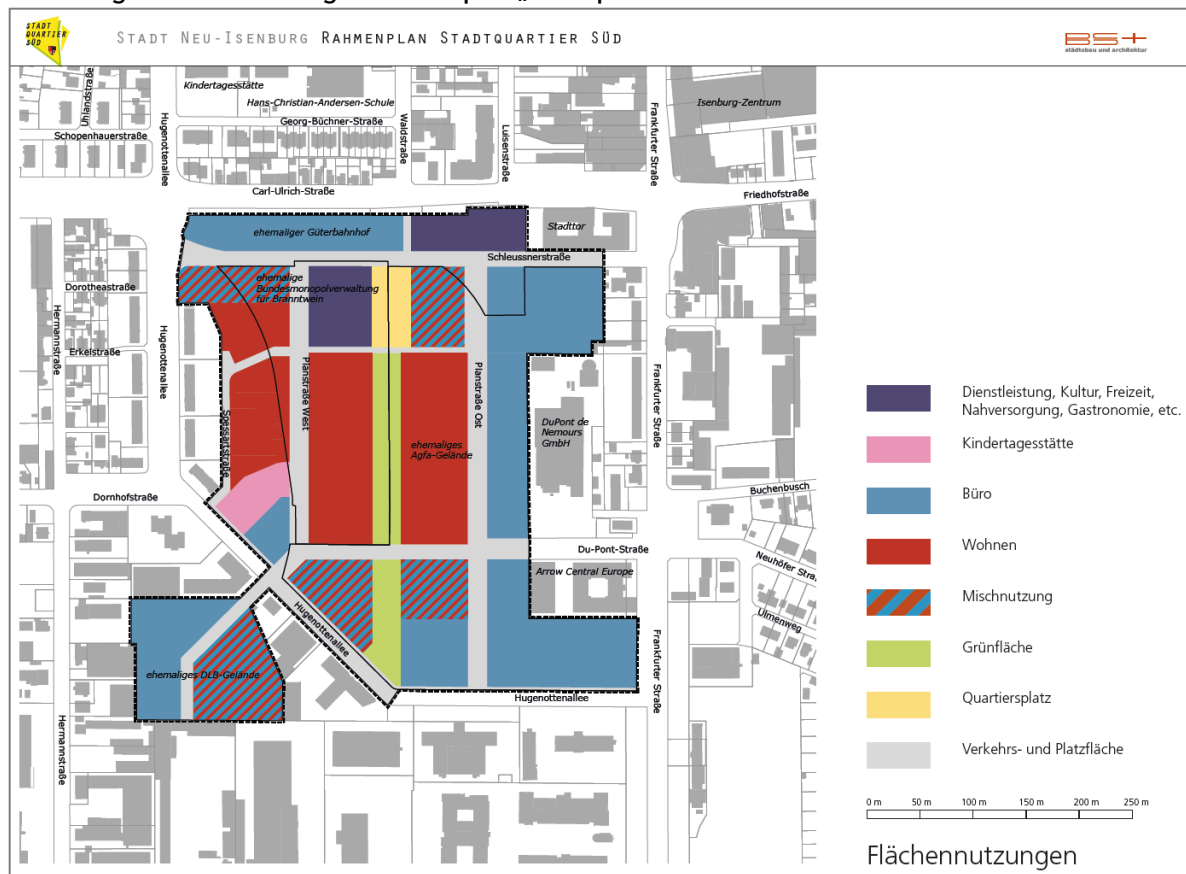 STADT
QUARTIER
SÜD
STADT NEU-ISENBURG RAHMENPLAN STADTQUARTIER SÜD
BS+
städtebau und architektur
Kindertagesstätte
Hans-Christian-Andersen-Schule
Isenburg-Zentrum
Uhlandstraße
Schopenhauerstraße
Hugenottenallee
Georg-Büchner-Straße
Waldstraße
Luisenstraße
Frankfurter Straße
Carl-Ulrich-Straße
Friedhofstraße
ehemaliger Güterbahnhof
Stadttor
Schleussnerstraße
ehemalige
Bundesmonopolverwaltung
für Branntwein
Dorotheastraße
Hermannstraße
Erkelstraße
Hugenottenallee
Planstraße West
Planstraße Ost
Frankfurter Straße
Spessartstraße
ehemaliges
Agfa-Gelände
DuPont de
Nemours
GmbH
Dornhofstraße
Buchenbusch
Du-Pont-Straße
Neuhöfer Straß
Arrow Central Europe
Ulmenweg
Hugenottenallee
Frankfurter Straße
ehemaliges DLB-Gelände
Hugenottenallee
Hermannstraße
Dienstleistung, Kultur, Freizeit,
Nahversorgung, Gastronomie, etc.
Kindertagesstätte
Büro
Wohnen
Mischnutzung
Grünfläche
Quartiersplatz
Verkehrs- und Platzfläche
0 m 50 m 100 m 150 m 200 m 250 m
Flächennutzungen